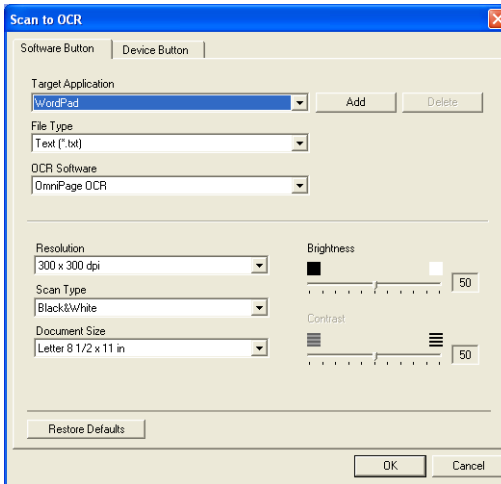 Scan to OCR
Software Button Device Button
Target Application
WordPad Add Delete
File Type
Text (*.txt)
OCR Software
OmniPage OCR
Resolution Brightness
300 x 300 dpi 50
Scan Type
Black&White Contrast
Document Size
Letter 8 1/2 x 11 in 50
Restore Defaults
OK Cancel